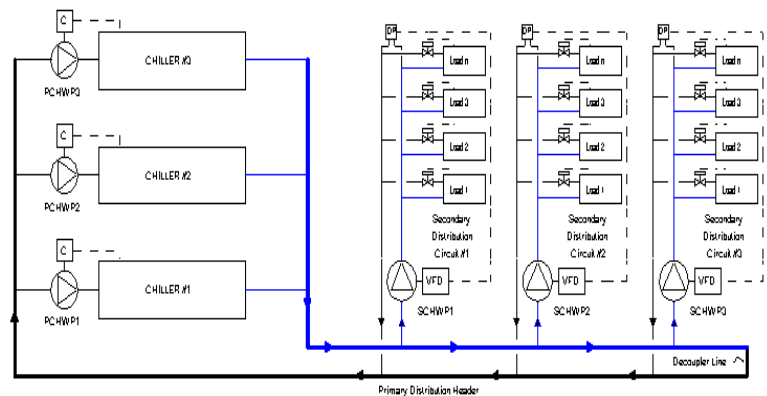 C
CHILLER #3
PCHWP3
C
CHILLER #2
PCHWP2
C
CHILLER #1
PCHWP1
DP
Load n
Load 3
Load 2
Load 1
Secondary
Distribution
Circuit #1
VFD
SCHWP1
DP
Load n
Load 3
Load 2
Load 1
Secondary
Distribution
Circuit #2
VFD
SCHWP2
DP
Load n
Load 3
Load 2
Load 1
Secondary
Distribution
Circuit #3
VFD
SCHWP3
Decoupler Line
Primary Distribution Header